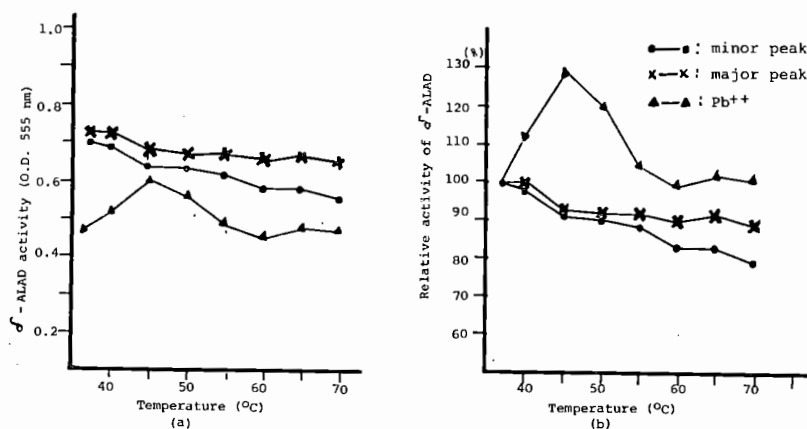 1.0
0.8
0.6
0.4
0.2
δ-ALAD activity (O.D. 555 nm)
40 50 60 70
Temperature (°C)
(a)
(%)
130
120
110
100
90
80
70
60
Relative activity of δ-ALAD
40 50 60 70
Temperature (°C)
(b)
: minor peak
: major peak
: Pb++